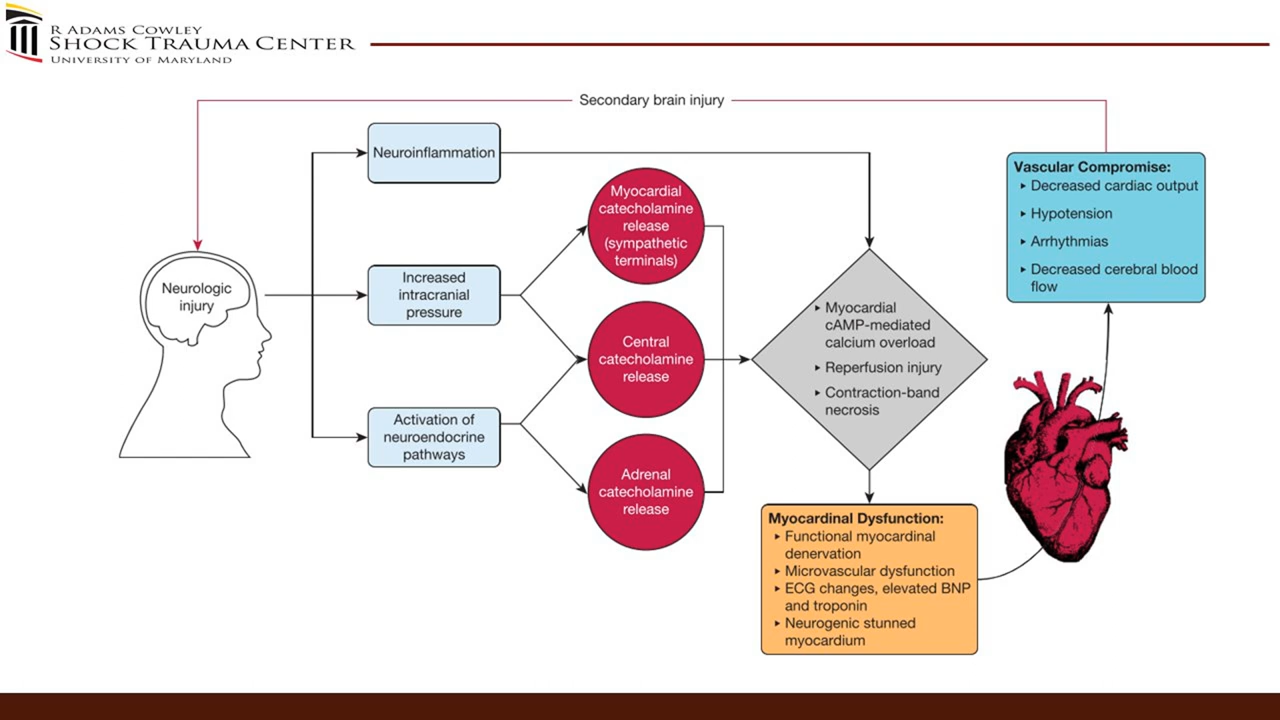 R ADAMS COWLEY
SHOCK TRAUMA CENTER
UNIVERSITY OF MARYLAND
Secondary brain injury
Neurologic
injury
Neuroinflammation
Increased
intracranial
pressure
Activation of
neuroendocrine
pathways
Myocardial
catecholamine
release
(sympathetic
terminals)
Central
catecholamine
release
Adrenal
catecholamine
release
▸ Myocardial
cAMP-mediated
calcium overload
▸ Reperfusion injury
▸ Contraction-band
necrosis
Myocardinal Dysfunction:
▸ Functional myocardinal
denervation
▸ Microvascular dysfunction
▸ ECG changes, elevated BNP
and troponin
▸ Neurogenic stunned
myocardium
Vascular Compromise:
▸ Decreased cardiac output
▸ Hypotension
▸ Arrhythmias
▸ Decreased cerebral blood
flow